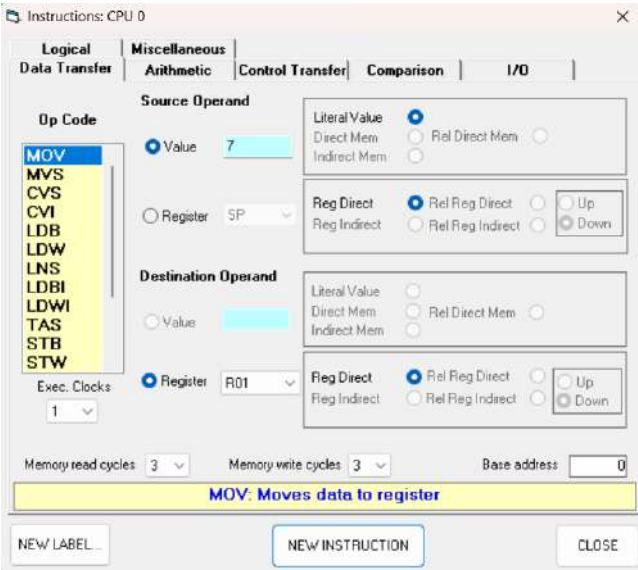 Instructions: CPU 0
Logical Miscellaneous
Data Transfer Arithmetic Control Transfer Comparison I/O
Op Code
MOV
MVS
CVS
CVI
LDB
LDW
LNS
LDBI
LDWI
TAS
STB
STW
Exec. Clocks
1
Source Operand
Value 7
Literal Value
Direct Mem Rel Direct Mem
Indirect Mem
Register SP
Reg Direct Rel Reg Direct Up
Reg Indirect Rel Reg Indirect Down
Destination Operand
Value
Literal Value
Direct Mem Rel Direct Mem
Indirect Mem
Register R01
Reg Direct Rel Reg Direct Up
Reg Indirect Rel Reg Indirect Down
Memory read cycles 3 Memory write cycles 3 Base address 0
MOV: Moves data to register
NEW LABEL... NEW INSTRUCTION CLOSE